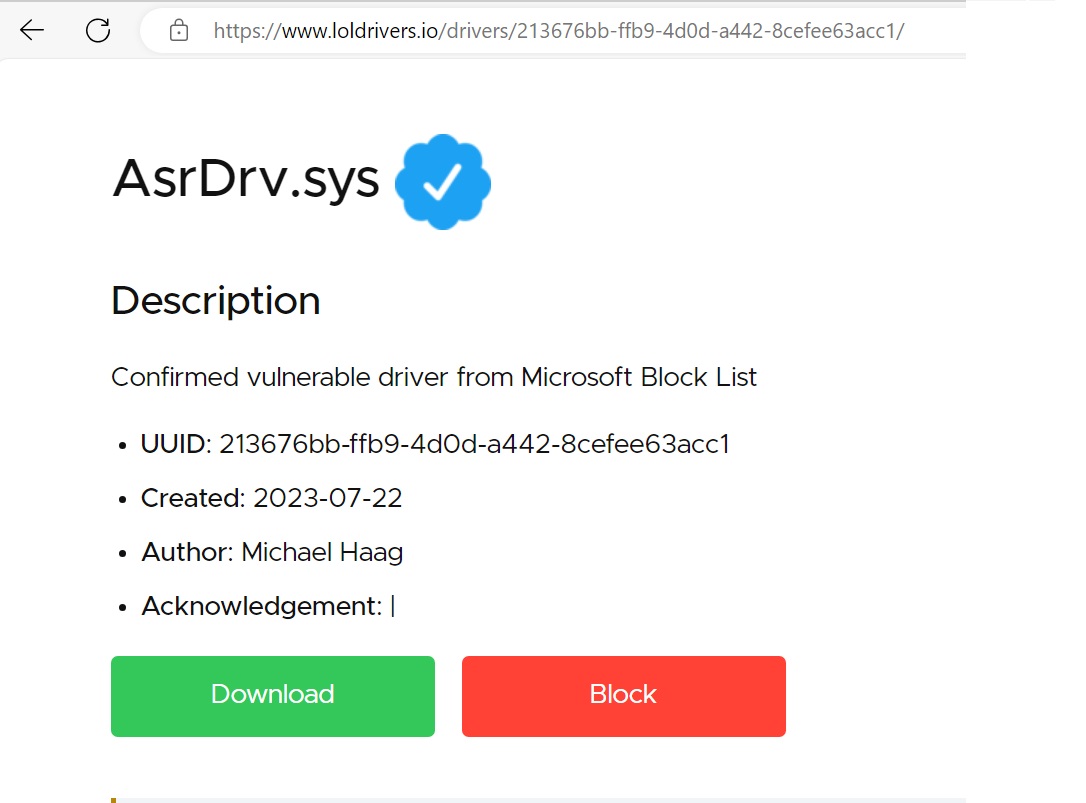 https://www.loldrivers.io/drivers/213676bb-ffb9-4d0d-a442-8cefee63acc1/
AsrDrv.sys
Description
Confirmed vulnerable driver from Microsoft Block List
• UUID: 213676bb-ffb9-4d0d-a442-8cefee63acc1
• Created: 2023-07-22
• Author: Michael Haag
• Acknowledgement: |
Download
Block